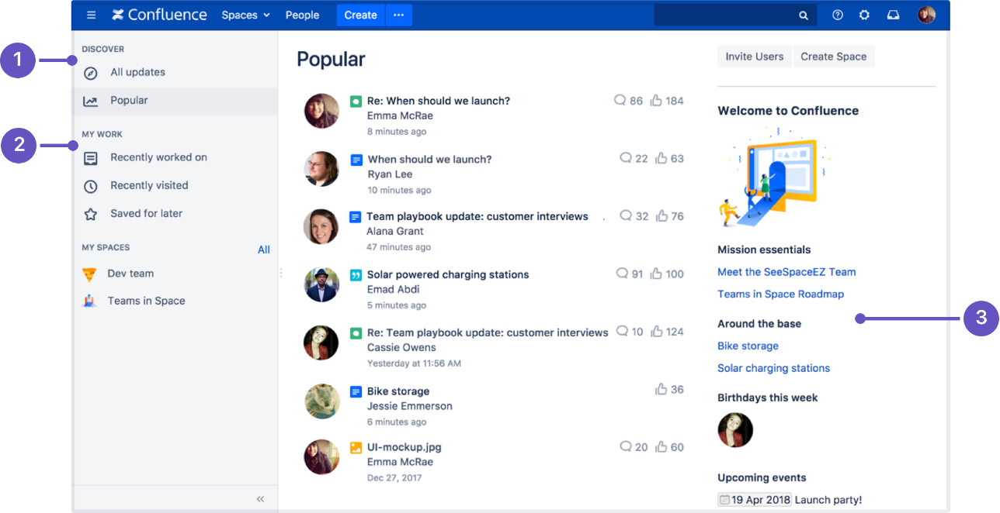 Confluence Spaces People Create ...
1
DISCOVER
All updates
Popular
2
MY WORK
Recently worked on
Recently visited
Saved for later
MY SPACES All
Dev team
Teams in Space
Popular
Re: When should we launch? 86 184
Emma McRae
8 minutes ago
When should we launch? 22 63
Ryan Lee
10 minutes ago
Team playbook update: customer interviews . 32 76
Alana Grant
47 minutes ago
Solar powered charging stations 91 100
Emad Abdi
5 minutes ago
Re: Team playbook update: customer interviews 10 124
Cassie Owens
Yesterday at 11:56 AM
Bike storage 36
Jessie Emmerson
6 minutes ago
UI-mockup.jpg 20 60
Emma McRae
Dec 27, 2017
Invite Users Create Space
Welcome to Confluence
Mission essentials
Meet the SeeSpaceEZ Team
Teams in Space Roadmap
3
Around the base
Bike storage
Solar charging stations
Birthdays this week
Upcoming events
19 Apr 2018 Launch party!